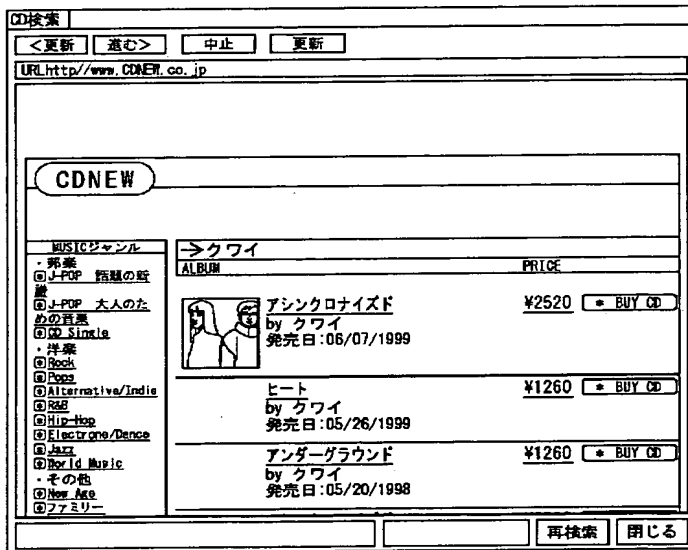 CD検索
<更新 進む> 中止 更新
URLhttp//www.CDNEW.co.jp
CDNEW
MUSICジャンル
・邦楽
J-POP 話題の新
譜
J-POP 大人のた
めの音楽
CD Single
・洋楽
Rock
Pops
Alternative/Indie
R&B
Hip-Hop
Electrone/Dance
Jazz
World Music
・その他
New Age
ファミリー
→クワイ
ALBUM PRICE
アシンクロナイズド ¥2520 * BUY CD
by クワイ
発売日:06/07/1999
ヒート ¥1260 * BUY CD
by クワイ
発売日:05/26/1999
アンダーグラウンド ¥1260 * BUY CD
by クワイ
発売日:05/20/1998
再検索 閉じる